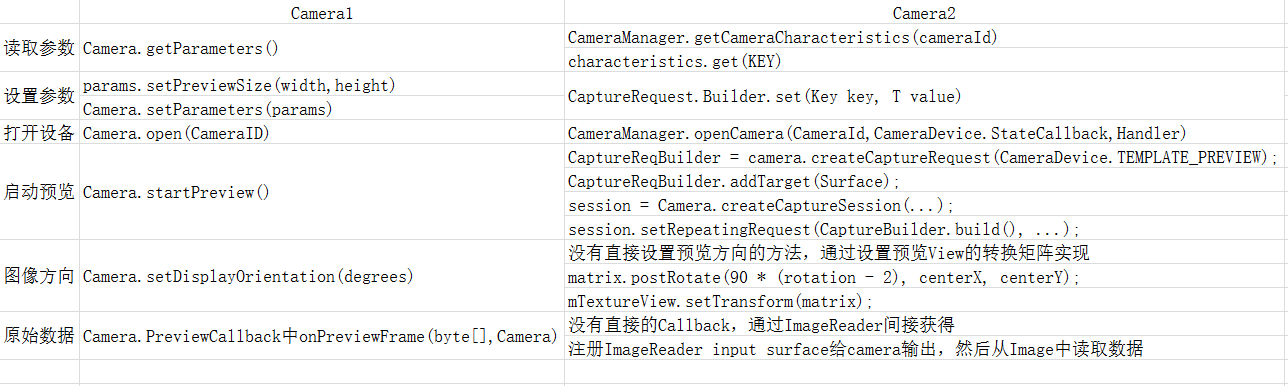 Camera1 Camera2
读取参数 Camera.getParameters() CameraManager.getCameraCharacteristics(cameraId)
characteristics.get(KEY)
设置参数 params.setPreviewSize(width,height) CaptureRequest.Builder.set(Key key, T value)
Camera.setParameters(params)
打开设备 Camera.open(CameraID) CameraManager.openCamera(CameraId,CameraDevice.StateCallback,Handler)
启动预览 Camera.startPreview() CaptureReqBuilder = camera.createCaptureRequest(CameraDevice.TEMPLATE_PREVIEW);
CaptureReqBuilder.addTarget(Surface);
session = Camera.createCaptureSession(...);
session.setRepeatingRequest(CaptureBuilder.build(), ...);
图像方向 Camera.setDisplayOrientation(degrees) 没有直接设置预览方向的方法，通过设置预览View的转换矩阵实现
matrix.postRotate(90 * (rotation - 2), centerX, centerY);
mTextureView.setTransform(matrix);
原始数据 Camera.PreviewCallback中onPreviewFrame(byte[],Camera) 没有直接的Callback，通过ImageReader间接获得
注册ImageReader input surface给camera输出，然后从Image中读取数据